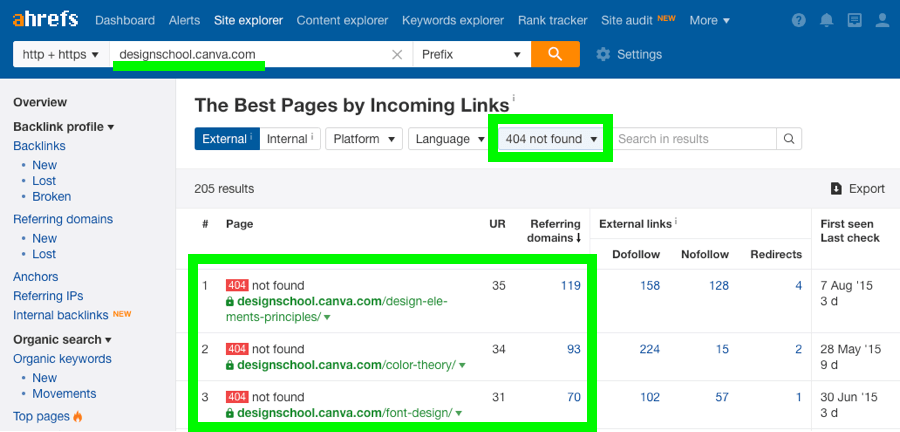 ahrefs Dashboard Alerts Site explorer Content explorer Keywords explorer Rank tracker Site audit NEW More
http + https designschool.canva.com Prefix Settings
Overview
Backlink profile
Backlinks
New
Lost
Broken
Referring domains
New
Lost
Anchors
Referring IPs
Internal backlinks NEW
Organic search
Organic keywords
New
Movements
Top pages
The Best Pages by Incoming Links i
External i Internal i Platform Language 404 not found Search in results
205 results Export
# Page UR Referring domains External links i First seen
Last check
Dofollow Nofollow Redirects
1 404 not found 35 119 158 128 4 7 Aug '15
designschool.canva.com/design-ele- 3 d
ments-principles/
2 404 not found 34 93 224 15 2 28 May '15
designschool.canva.com/color-theory/ 9 d
3 404 not found 31 70 102 57 1 30 Jun '15
designschool.canva.com/font-design/ 3 d